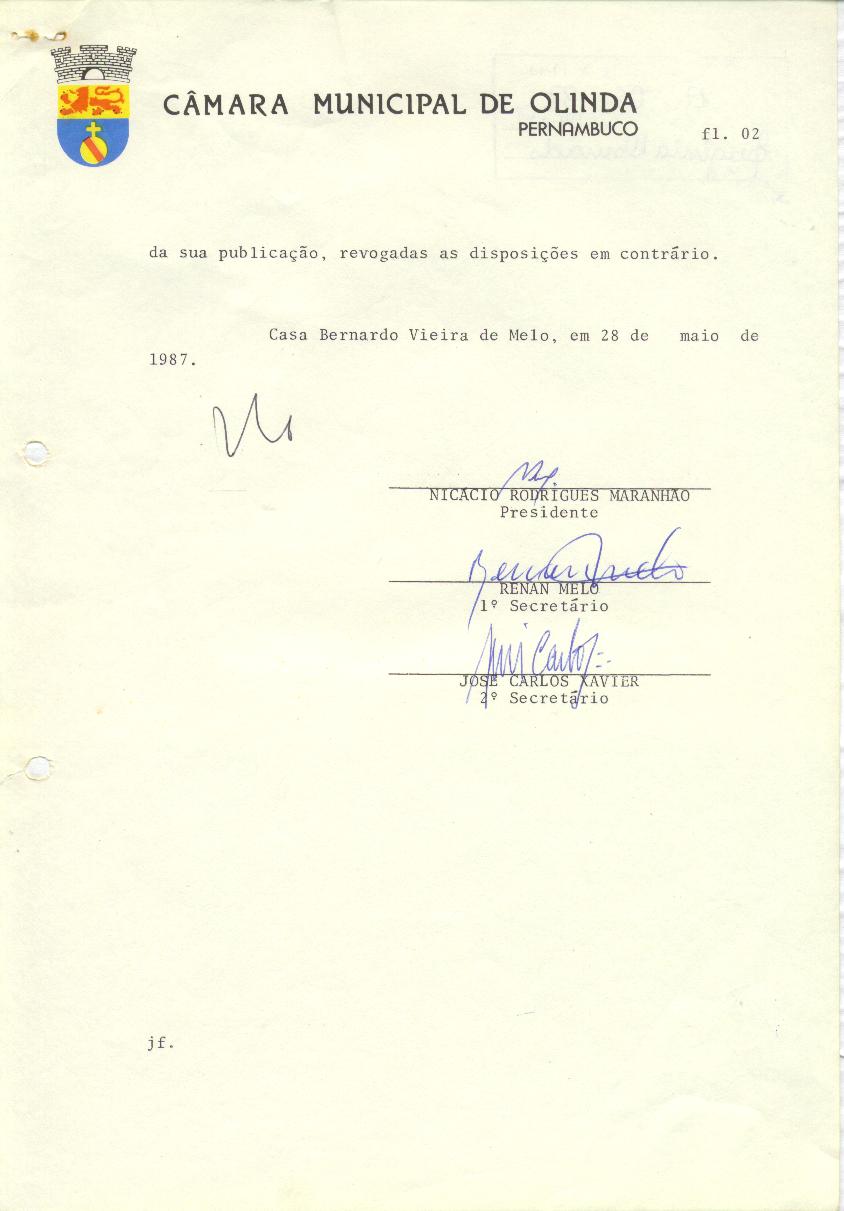 CÂMARA MUNICIPAL DE OLINDA
PERNAMBUCO
fl. 02
da sua publicação, revogadas as disposições em contrário.
Casa Bernardo Vieira de Melo, em 28 de maio de
1987.
NICÁCIO RODRIGUES MARANHÃO
Presidente
RENAN MELO
1º Secretário
José Carlos
JOSÉ CARLOS XAVIER
2º Secretário
jf.